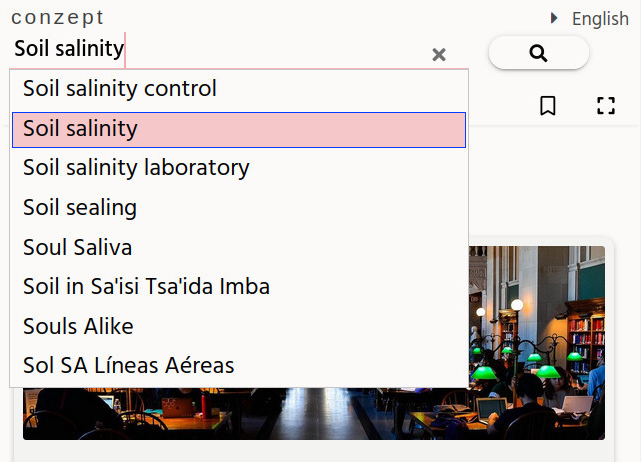 conzept
English
Soil salinity
Soil salinity control
Soil salinity
Soil salinity laboratory
Soil sealing
Soul Saliva
Soil in Sa'isi Tsa'ida Imba
Souls Alike
Sol SA Líneas Aéreas